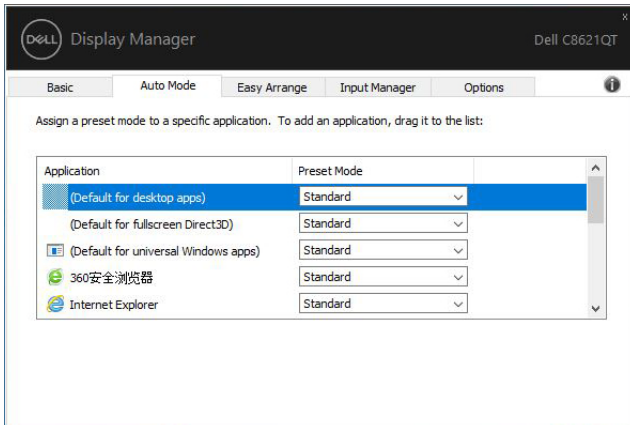 DELL Display Manager Dell C8621QT
Basic Auto Mode Easy Arrange Input Manager Options
Assign a preset mode to a specific application. To add an application, drag it to the list:
Application Preset Mode
(Default for desktop apps) Standard
(Default for fullscreen Direct3D) Standard
(Default for universal Windows apps) Standard
360安全浏览器 Standard
Internet Explorer Standard